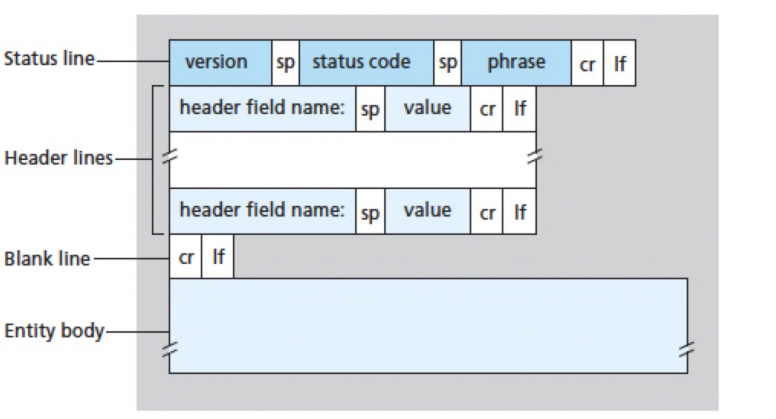 Status line
version sp status code sp phrase cr lf
header field name: sp value cr lf
Header lines
header field name: sp value cr lf
Blank line
cr lf
Entity body